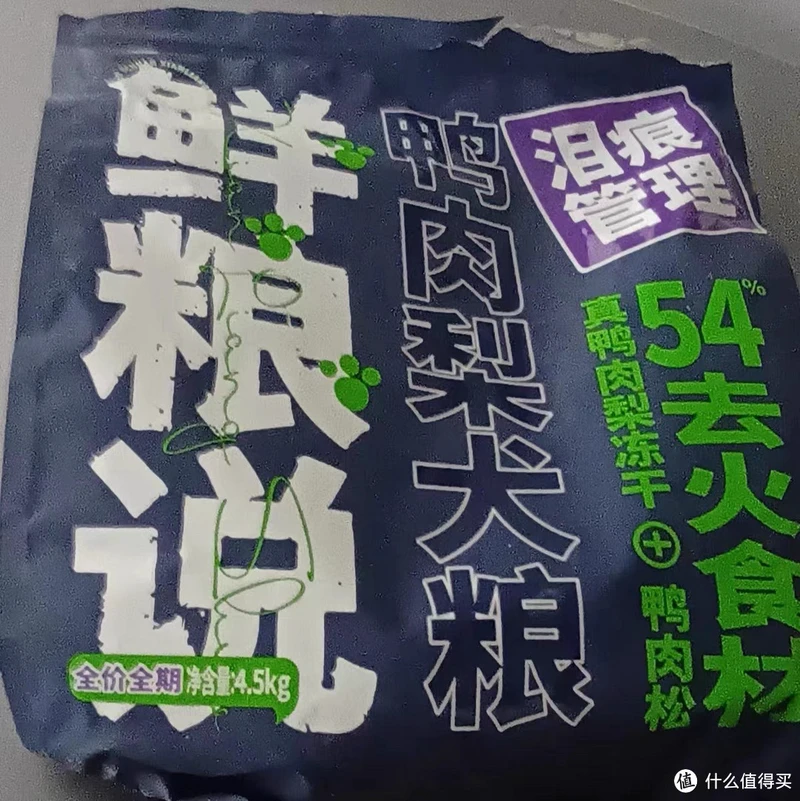 鲜粮说
鸭肉梨犬粮
泪痕
管理
54%
去火食材
真鸭肉梨冻干
+
鸭肉松
全价全期 净含量:4.5kg
值 什么值得买